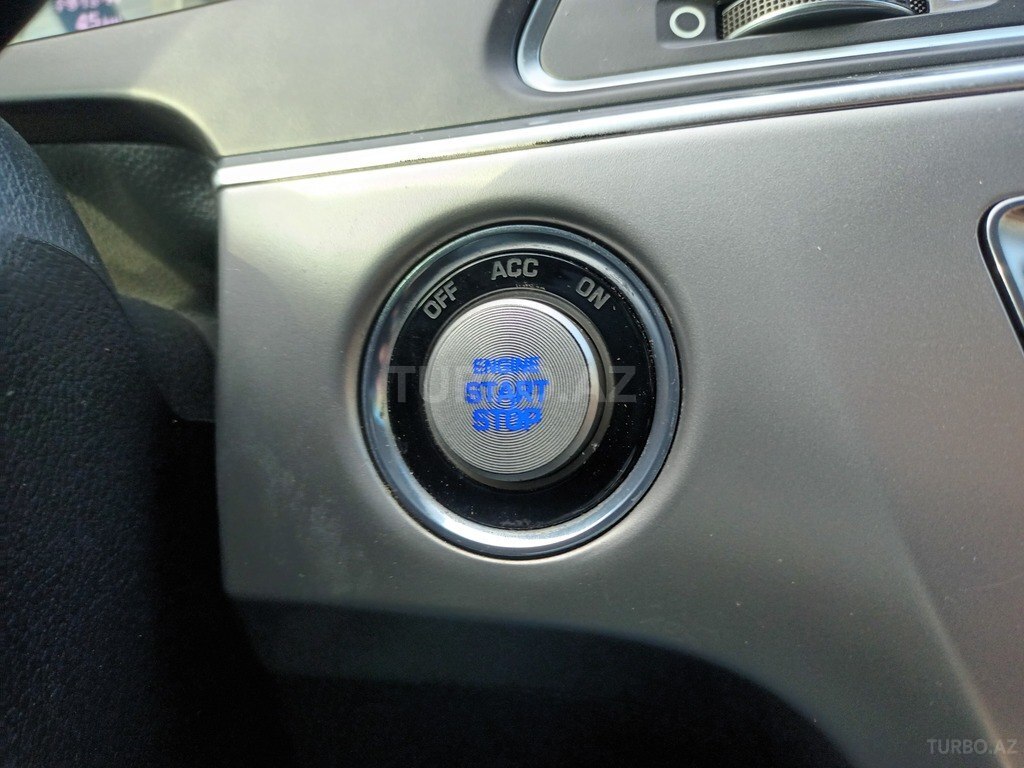 OFF ACC ON
ENGINE
START
STOP
TURBO.AZ
TURBO.AZ